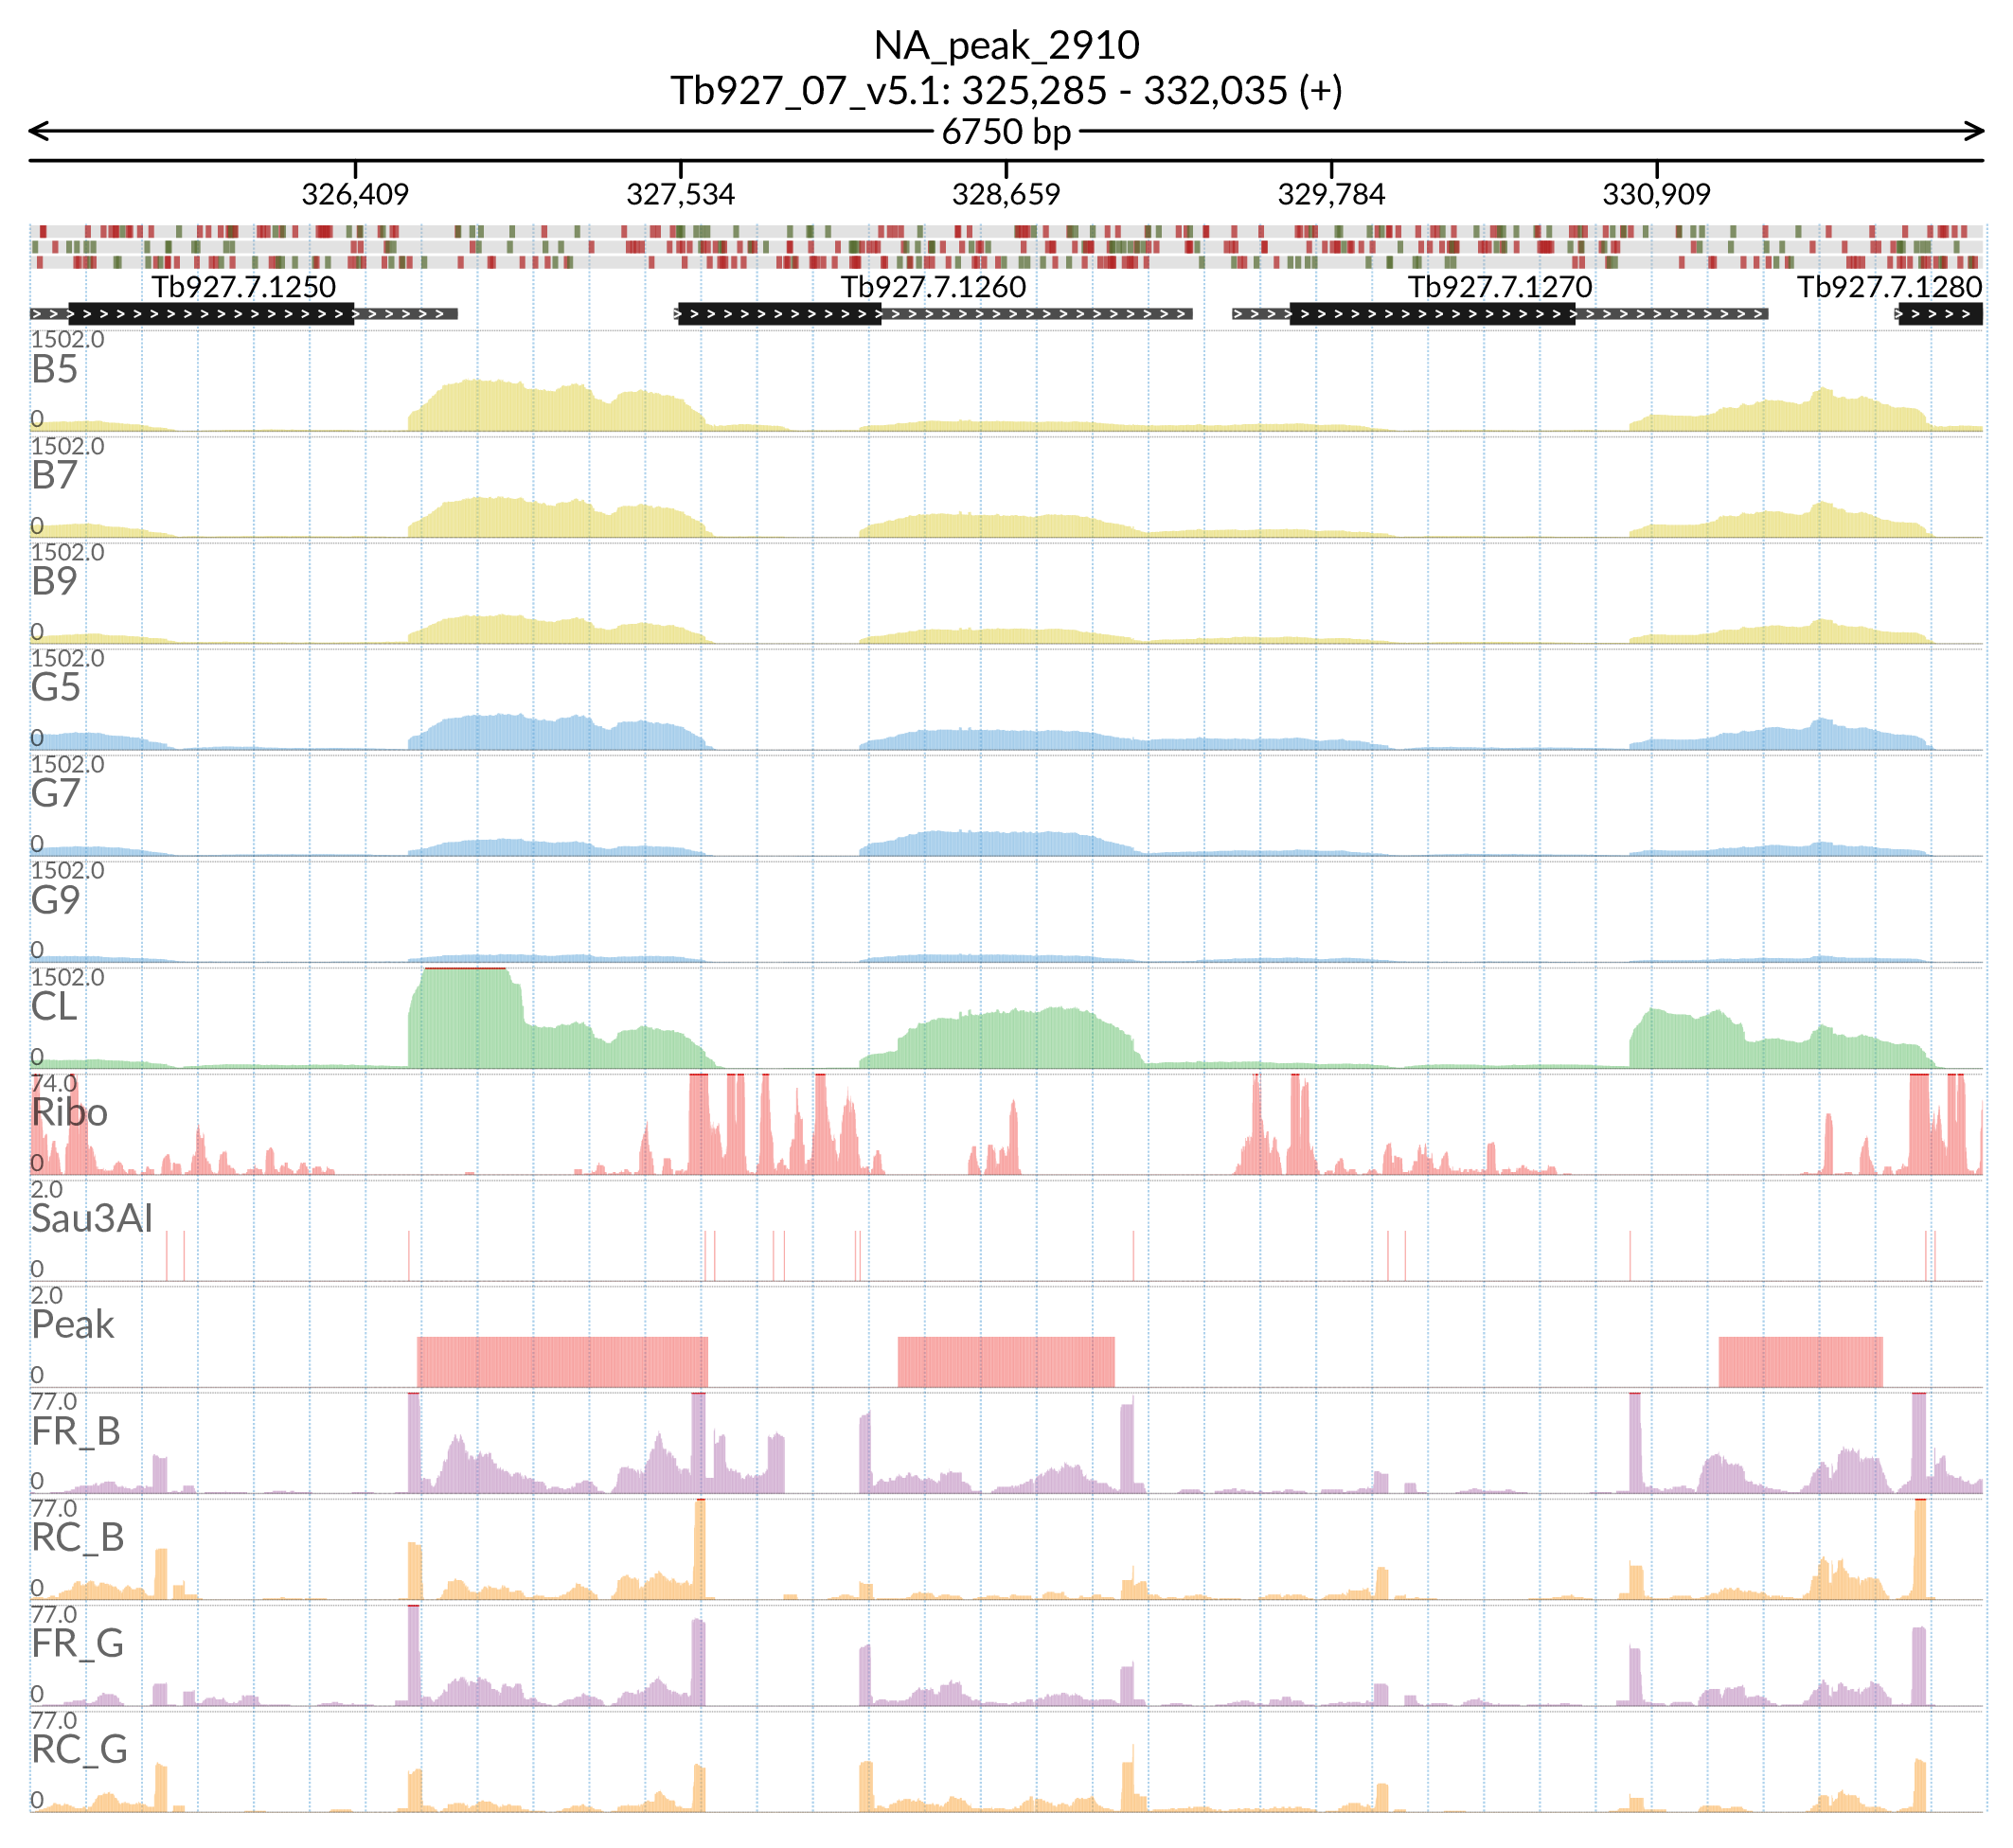 NA_peak_2910
Tb927_07_v5.1: 325,285 - 332,035 (+)
6750 bp
326,409 327,534 328,659 329,784 330,909
Tb927.7.1250 Tb927.7.1260 Tb927.7.1270 Tb927.7.1280
1502.0
B5
0
1502.0
B7
0
1502.0
B9
0
1502.0
G5
0
1502.0
G7
0
1502.0
G9
0
1502.0
CL
0
74.0
Ribo
0
2.0
Sau3AI
0
2.0
Peak
0
77.0
FR_B
0
77.0
RC_B
0
77.0
FR_G
0
77.0
RC_G
0